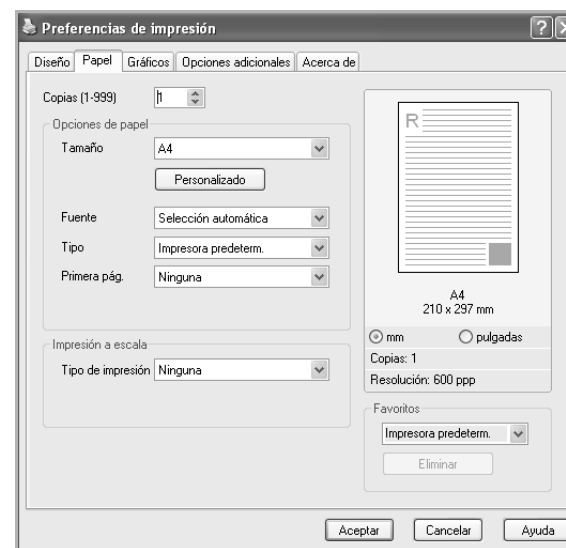 Preferencias de impresión
Diseño Papel Gráficos Opciones adicionales Acerca de
Copias (1-999) 1
Opciones de papel
Tamaño A4
Personalizado
Fuente Selección automática
Tipo Impresora predeterm.
Primera pág. Ninguna
Impresión a escala
Tipo de impresión Ninguna
R
A4
210 x 297 mm
mm pulgadas
Copias: 1
Resolución: 600 ppp
Favoritos
Impresora predeterm.
Eliminar
Aceptar Cancelar Ayuda